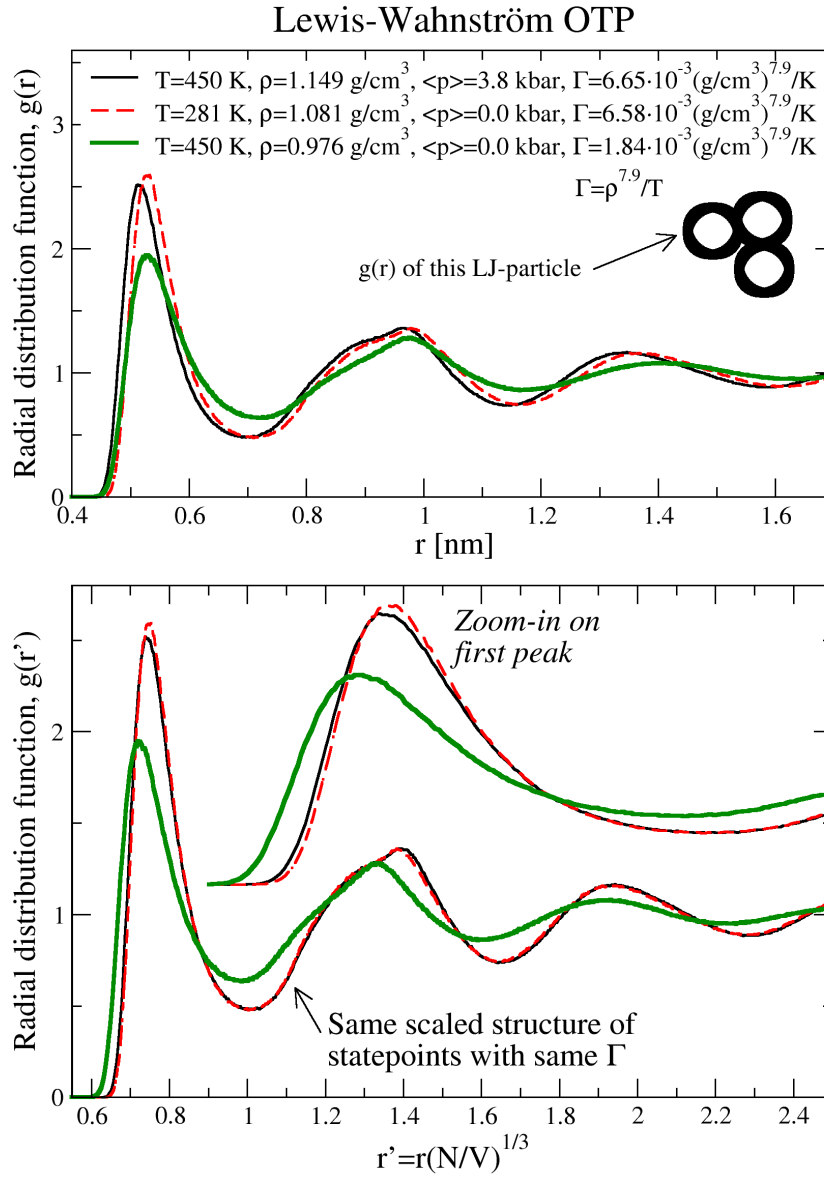 Lewis-Wahnström OTP
T=450 K, ρ=1.149 g/cm³, <p>=3.8 kbar, Γ=6.65·10⁻³(g/cm³)⁷·⁹/K
T=281 K, ρ=1.081 g/cm³, <p>=0.0 kbar, Γ=6.58·10⁻³(g/cm³)⁷·⁹/K
T=450 K, ρ=0.976 g/cm³, <p>=0.0 kbar, Γ=1.84·10⁻³(g/cm³)⁷·⁹/K
Γ=ρ⁷·⁹/T
g(r) of this LJ-particle
Radial distribution function, g(r)
3
2
1
0
0.4 0.6 0.8 1 1.2 1.4 1.6
r [nm]
Zoom-in on
first peak
Radial distribution function, g(r')
2
1
0
Same scaled structure of
statepoints with same Γ
0.6 0.8 1 1.2 1.4 1.6 1.8 2 2.2 2.4
r'=r(N/V)^1/3